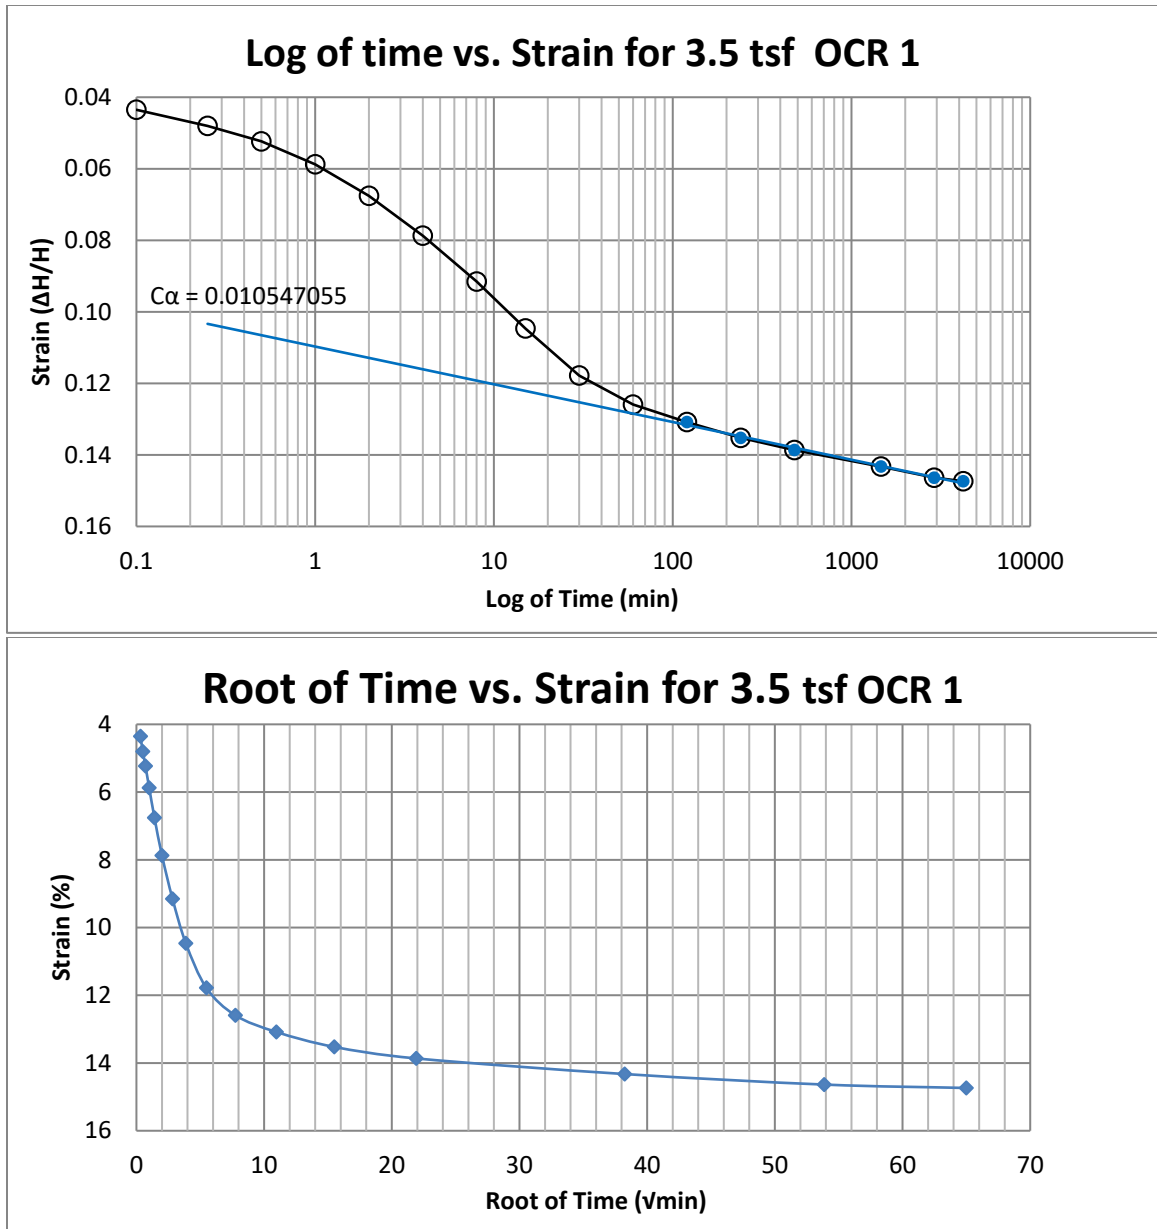 Log of time vs. Strain for 3.5 tsf  OCR 1
0.04
0.06
0.08
0.10
0.12
0.14
0.16
Strain (ΔH/H)
Cα = 0.010547055
0.1 1 10 100 1000 10000
Log of Time (min)
Root of Time vs. Strain for 3.5 tsf OCR 1
4
6
8
10
12
14
16
Strain (%)
0 10 20 30 40 50 60 70
Root of Time (√min)